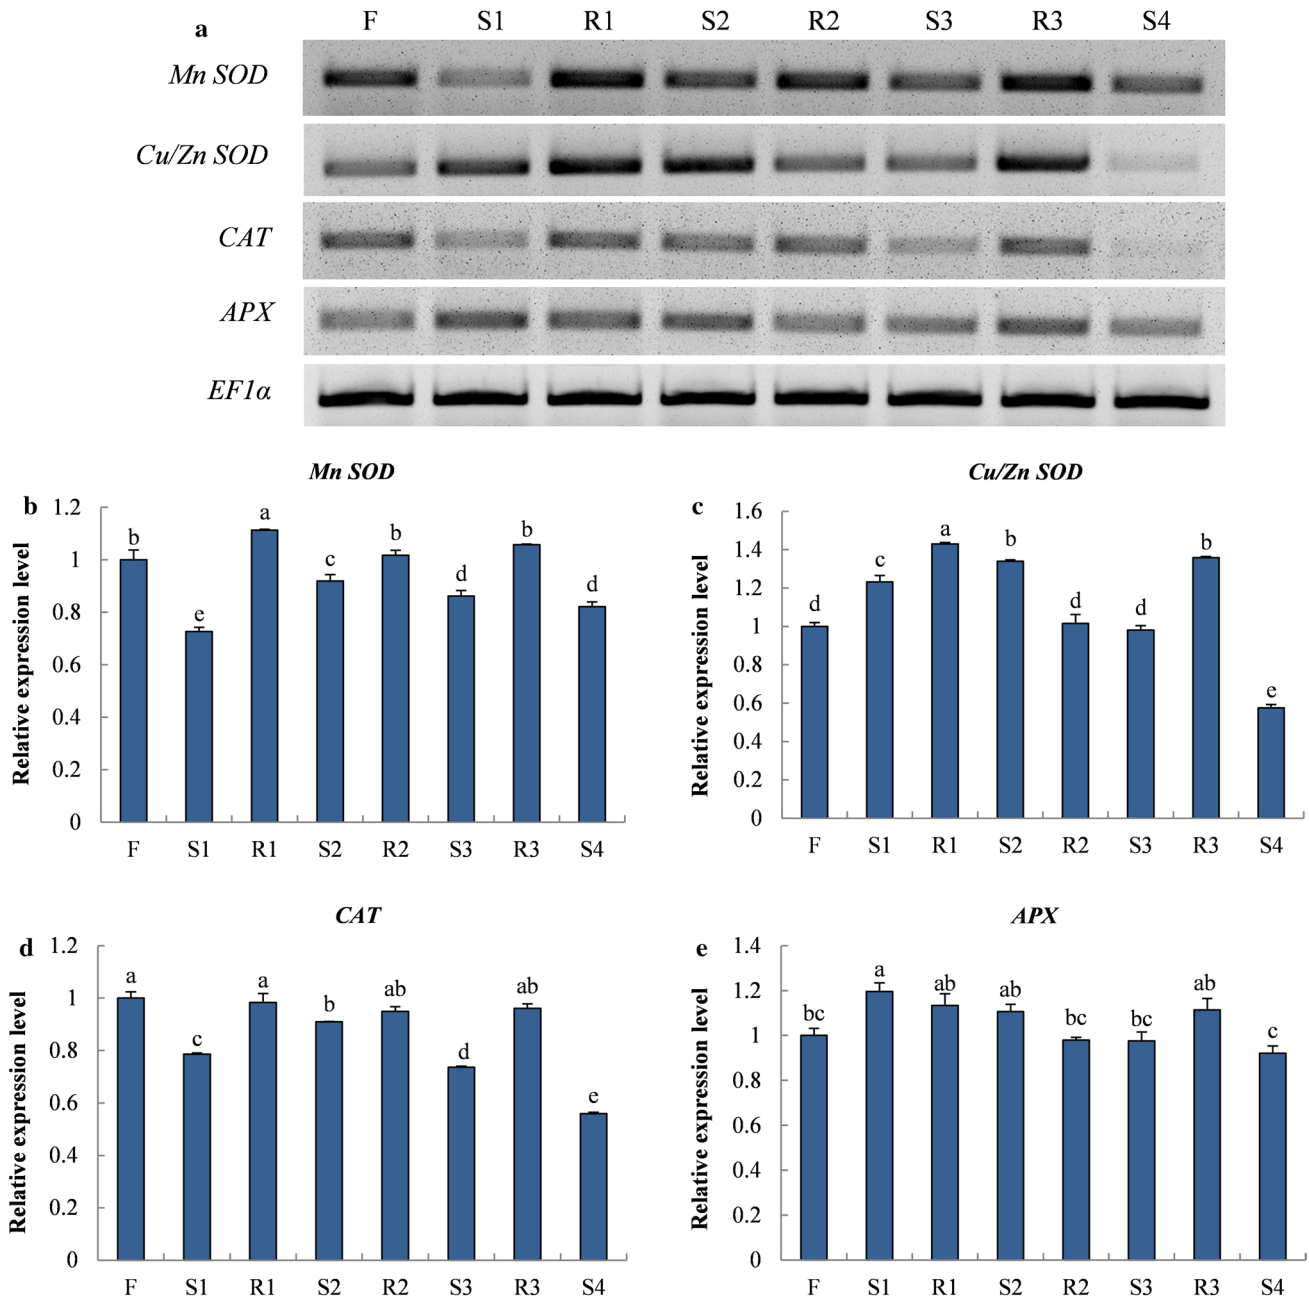 a F S1 R1 S2 R2 S3 R3 S4
Mn SOD
Cu/Zn SOD
CAT
APX
EF1α
b
Mn SOD
Relative expression level
1.2
1
0.8
0.6
0.4
0.2
0
b e a c b d b d
F S1 R1 S2 R2 S3 R3 S4
c
Cu/Zn SOD
Relative expression level
1.6
1.4
1.2
1
0.8
0.6
0.4
0.2
0
d c a b d d b e
F S1 R1 S2 R2 S3 R3 S4
d
CAT
Relative expression level
1.2
1
0.8
0.6
0.4
0.2
0
a c a b ab d ab e
F S1 R1 S2 R2 S3 R3 S4
e
APX
Relative expression level
1.4
1.2
1
0.8
0.6
0.4
0.2
0
bc a ab ab bc bc ab c
F S1 R1 S2 R2 S3 R3 S4